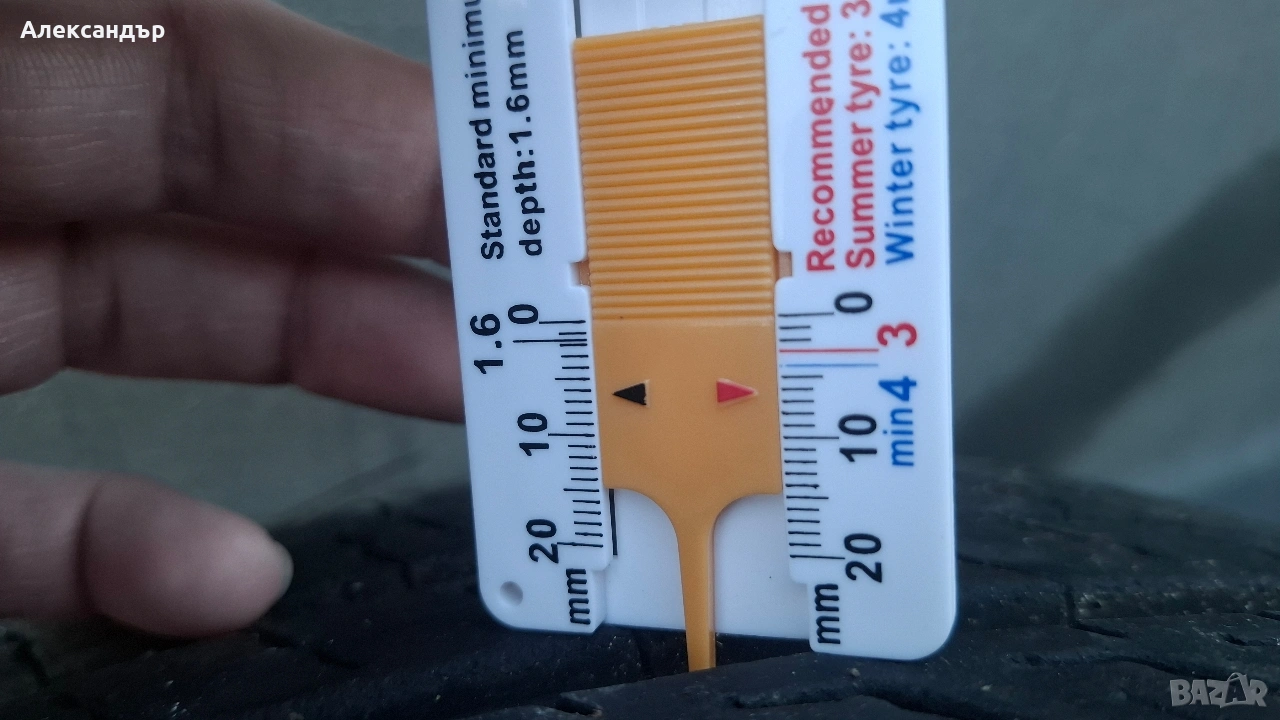 Александър
Standard minimu
depth:1.6mm
Recommended
Summer tyre: 3
Winter tyre: 4
1.6
0
10
20
mm
0
3
min4
10
20
mm
BAZAR